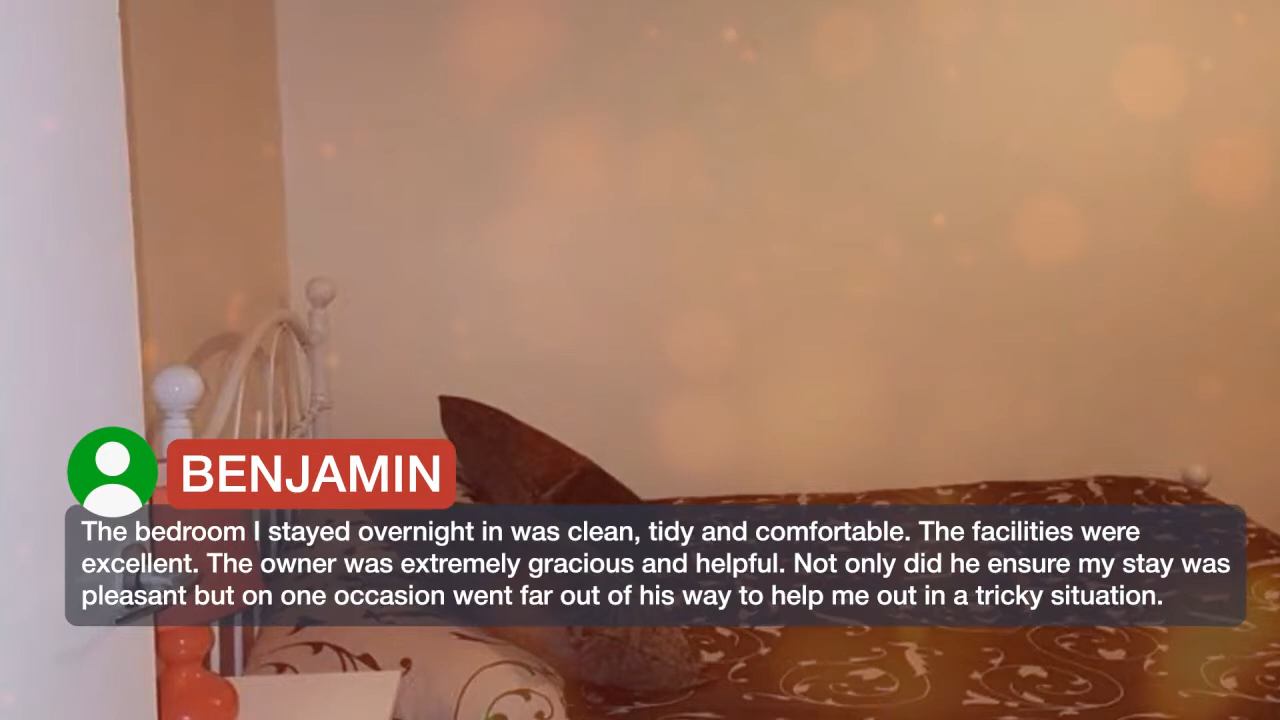 BENJAMIN
The bedroom I stayed overnight in was clean, tidy and comfortable. The facilities were
excellent. The owner was extremely gracious and helpful. Not only did he ensure my stay was
pleasant but on one occasion went far out of his way to help me out in a tricky situation.